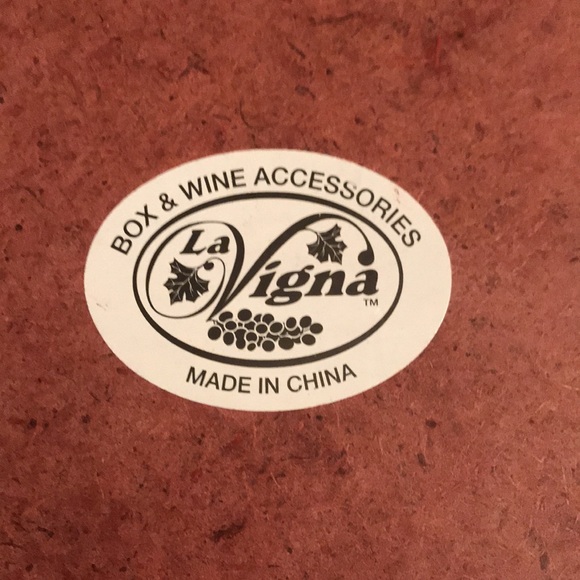 BOX & WINE ACCESSORIES
La
Vigna
TM
MADE IN CHINA